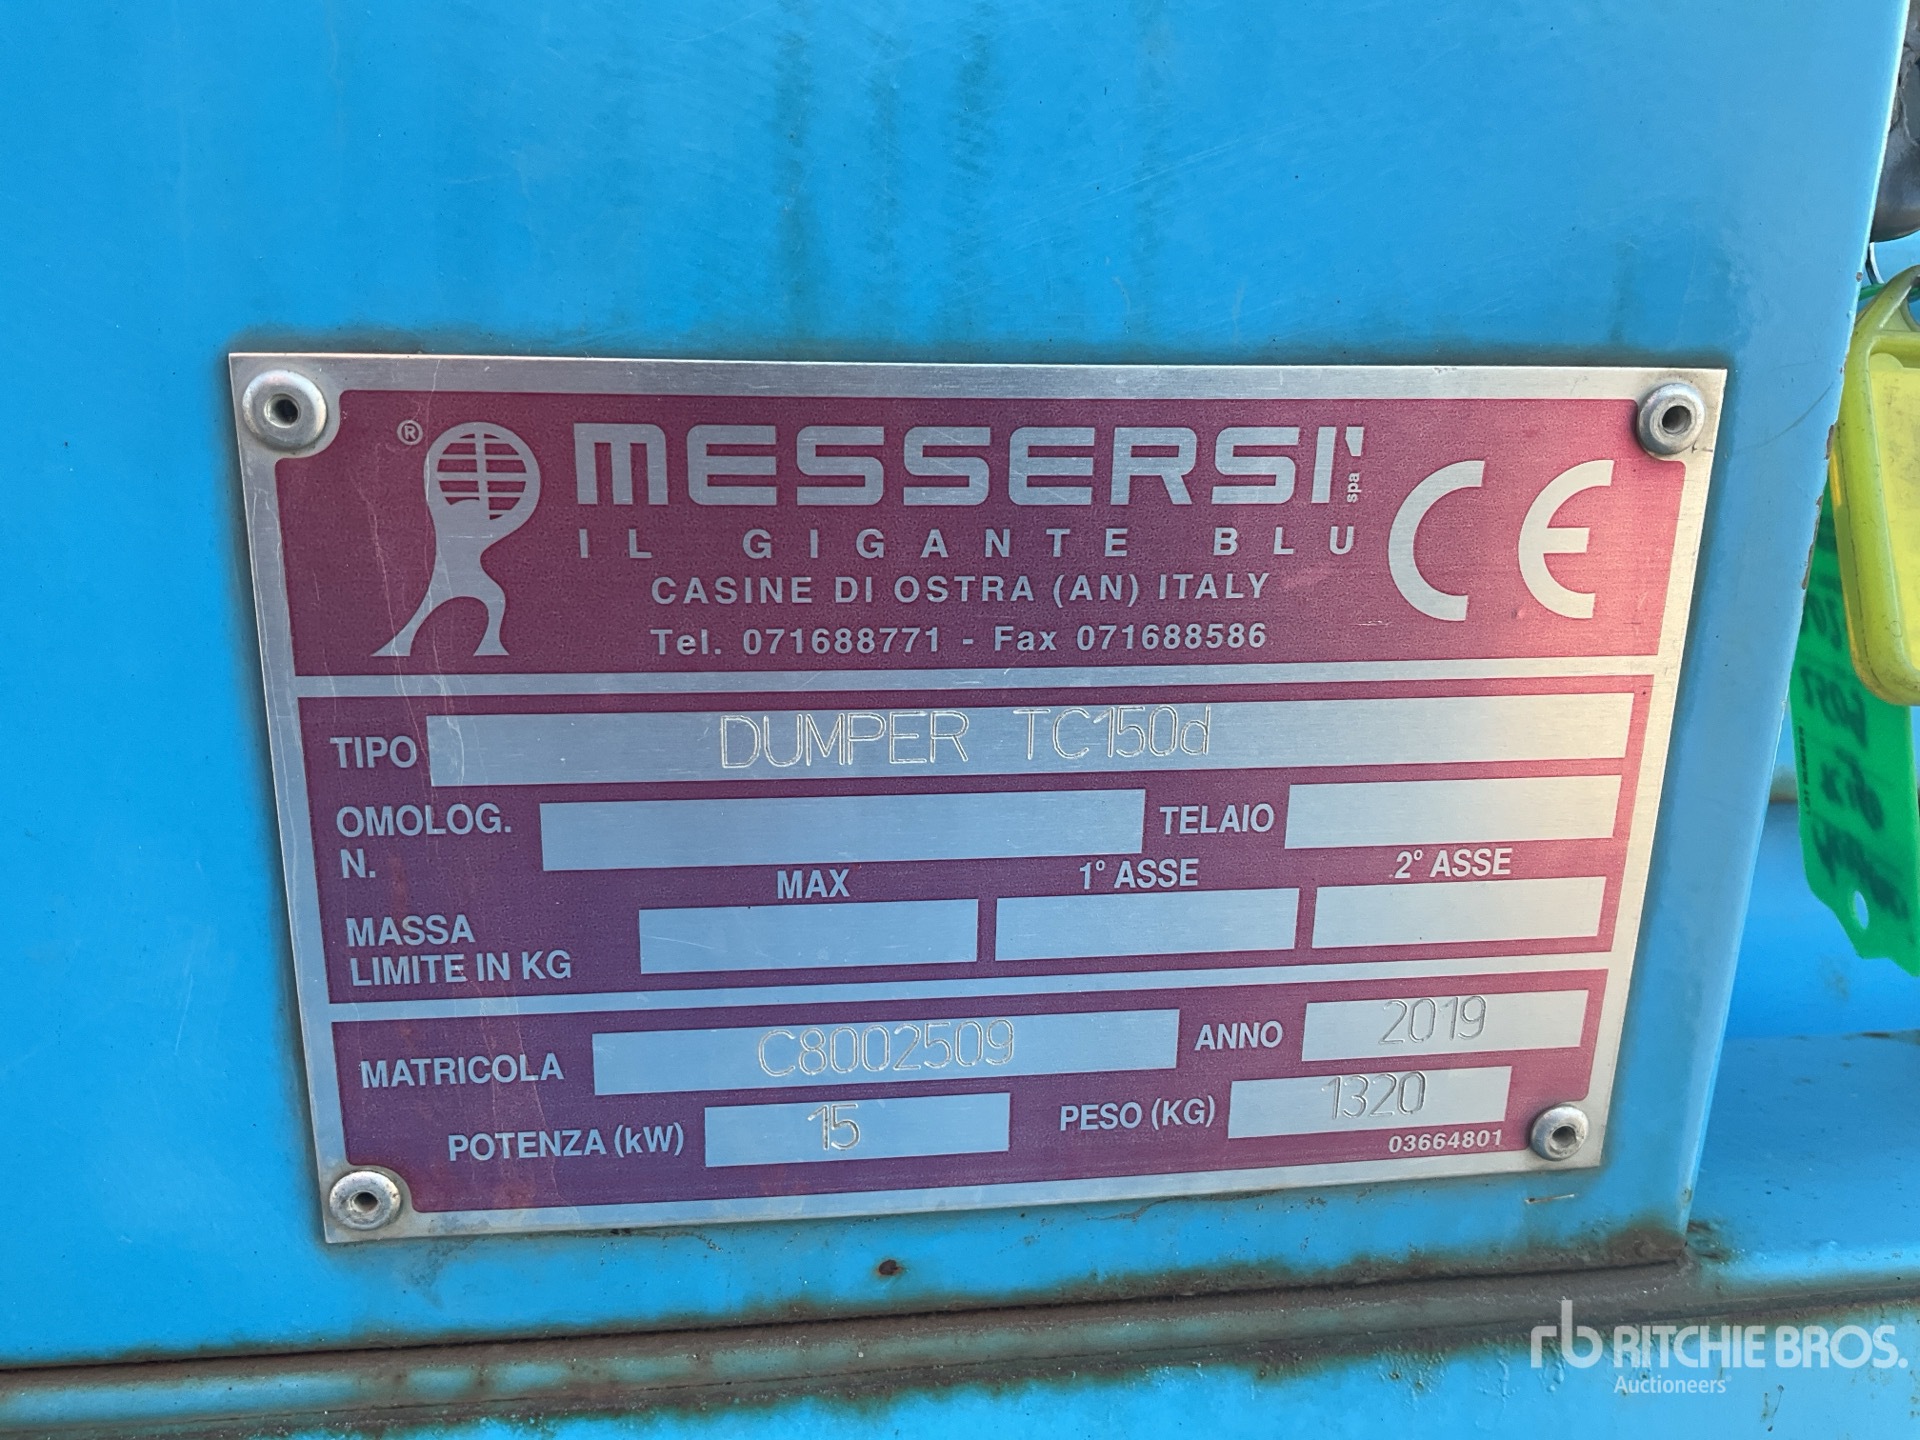 ® MESSERSI' spa
IL GIGANTE BLU
CE
CASINE DI OSTRA (AN) ITALY
Tel. 071688771 - Fax 071688586
TIPO DUMPER TC150d
OMOLOG. N. TELAIO
MASSA LIMITE IN KG MAX 1° ASSE 2° ASSE
MATRICOLA C8002509 ANNO 2019
POTENZA (kW) 15 PESO (KG) 1320
03664801
rb RITCHIE BROS.
Auctioneers